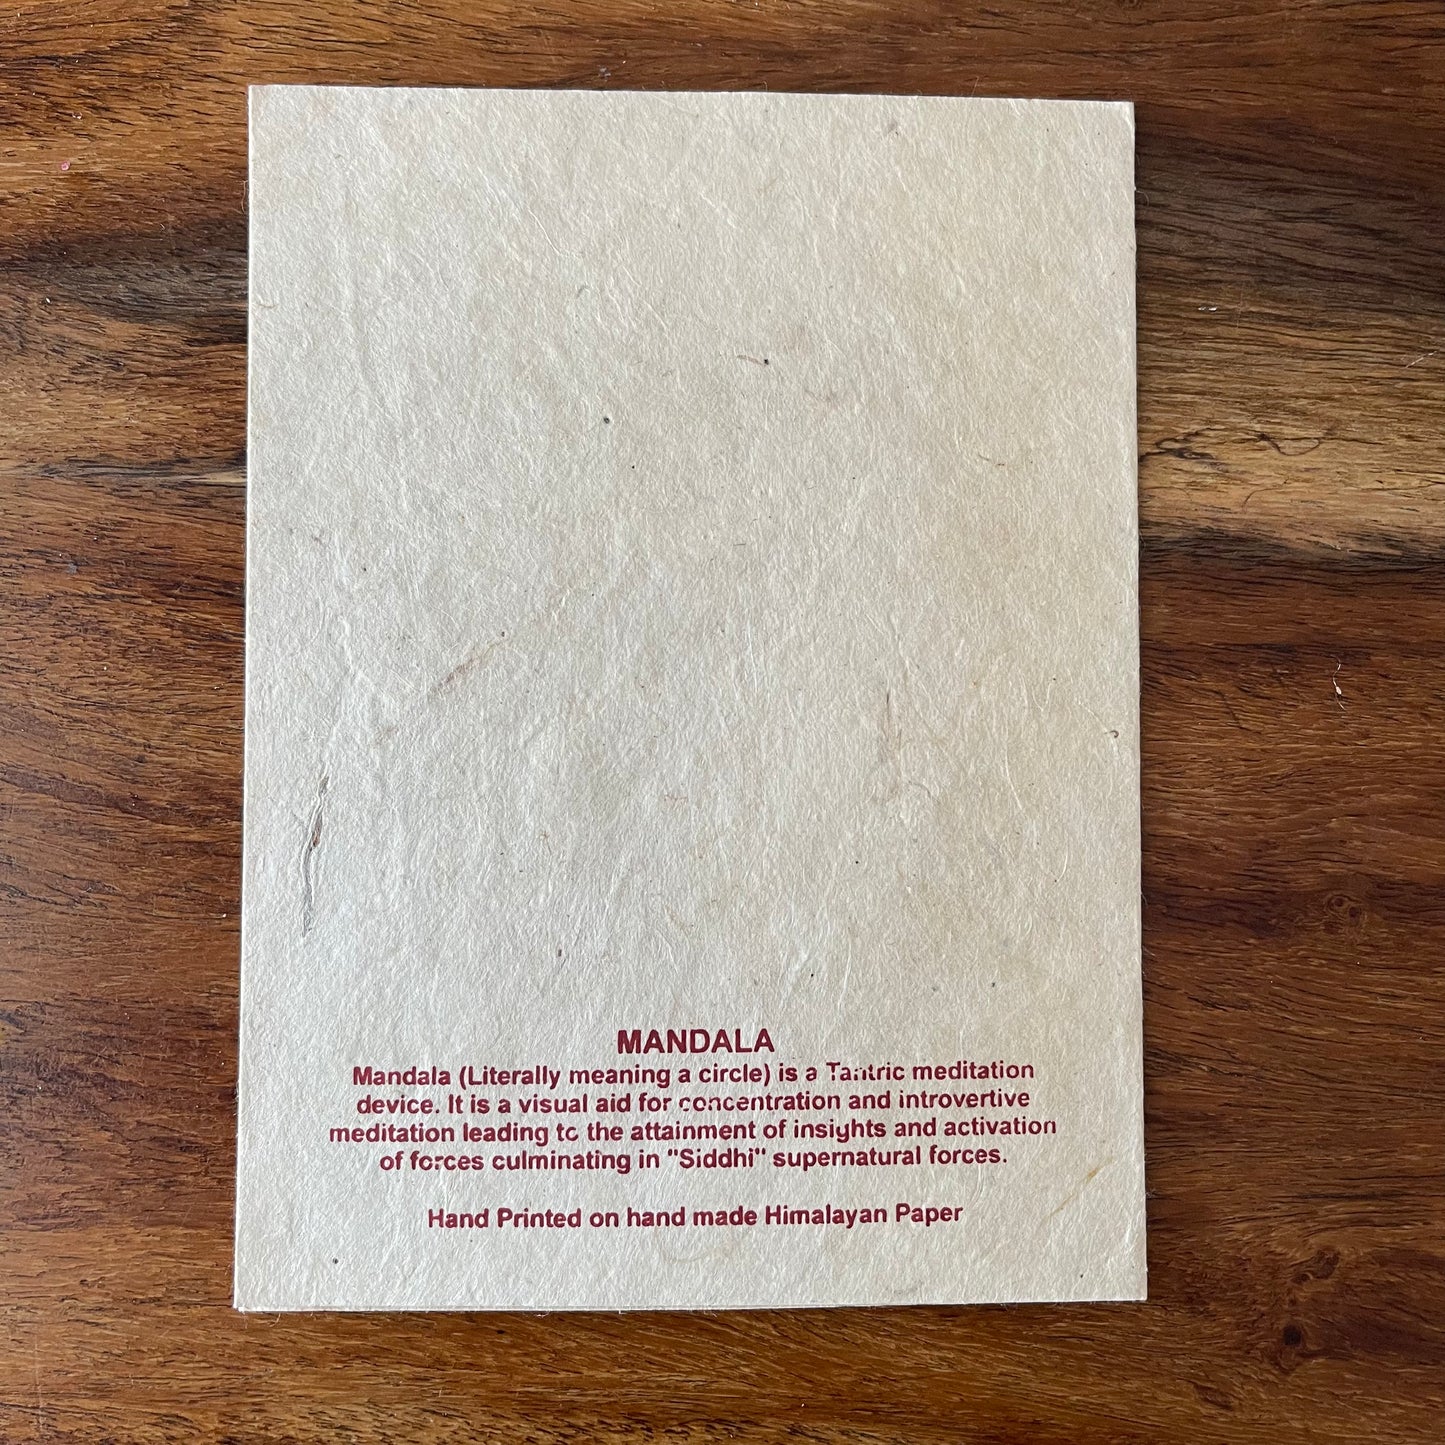 MANDALA
Mandala (Literally meaning a circle) is a Tantric meditation
device. It is a visual aid for concentration and introvertive
meditation leading to the attainment of insights and activation
of forces culminating in "Siddhi" supernatural forces.
Hand Printed on hand made Himalayan Paper